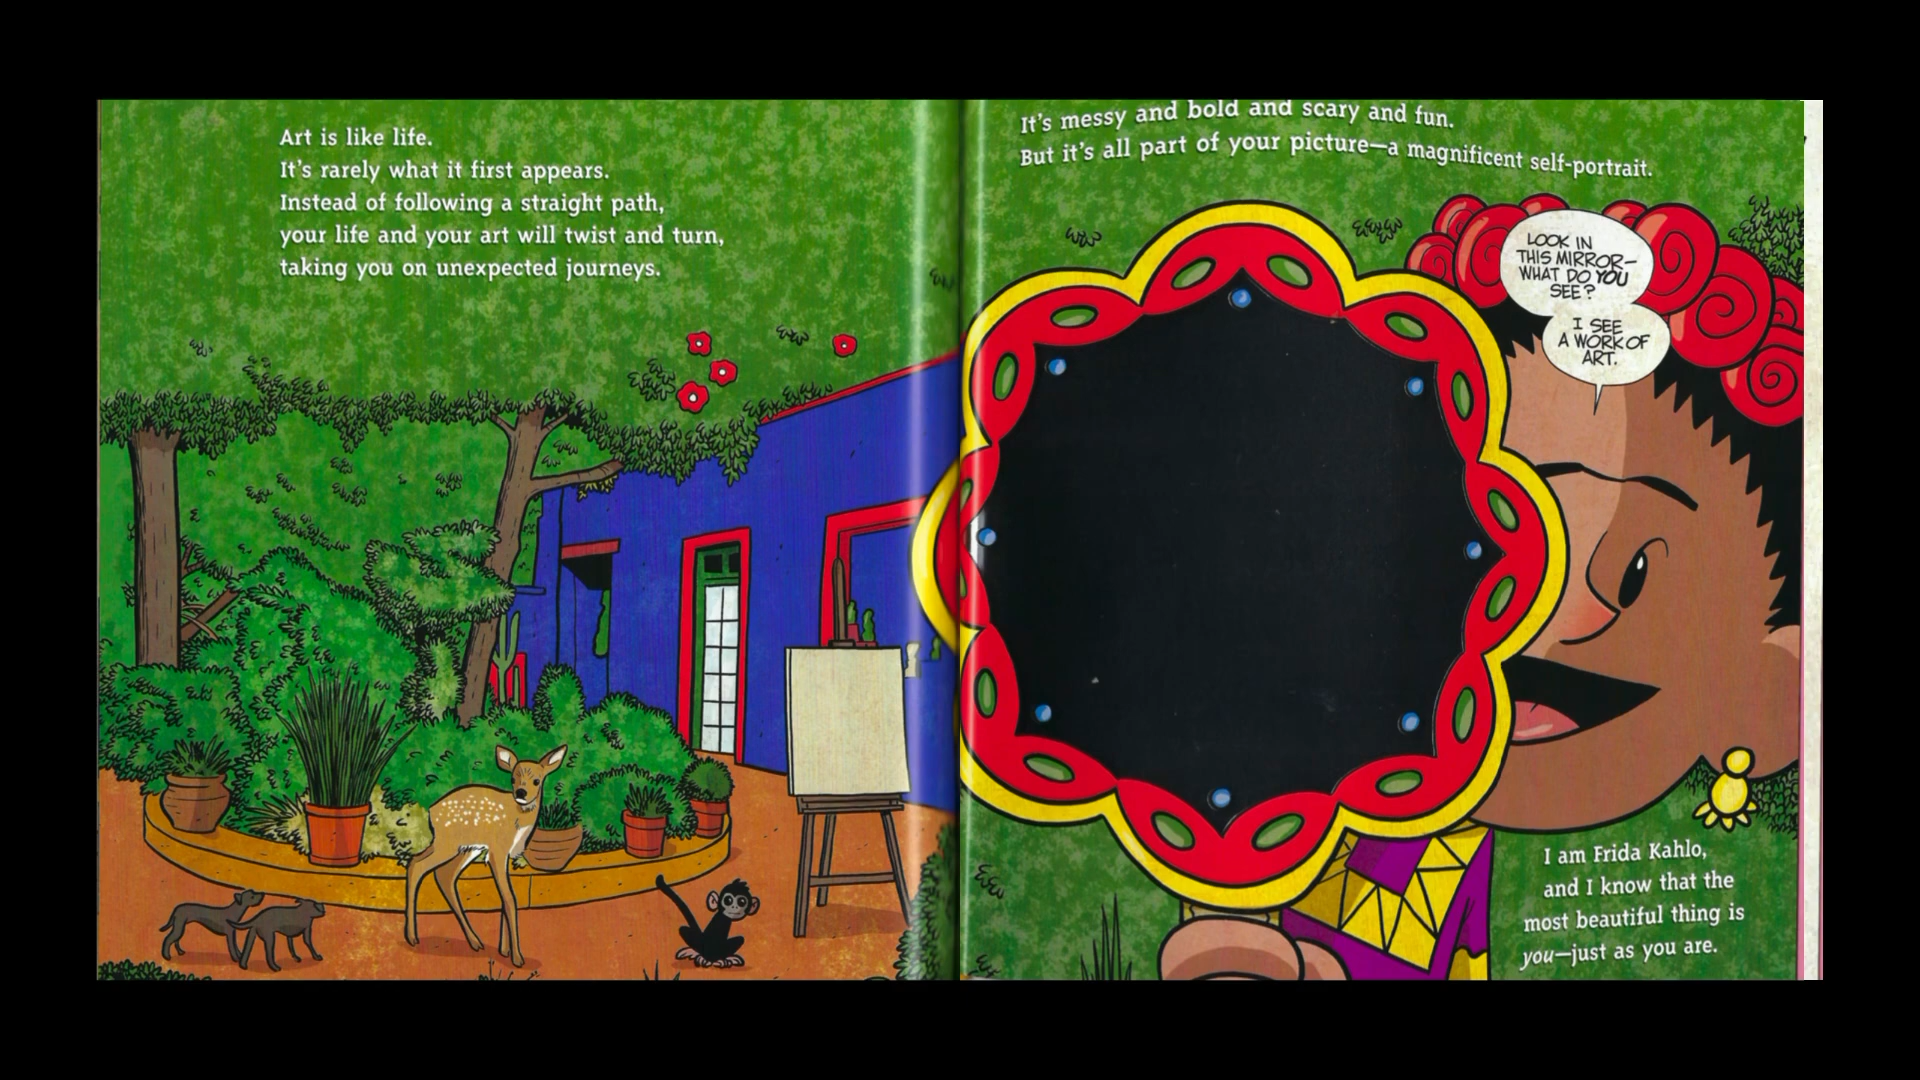 Art is like life.
It's rarely what it first appears.
Instead of following a straight path,
your life and your art will twist and turn,
taking you on unexpected journeys.
It's messy and bold and scary and fun.
But it's all part of your picture—a magnificent self-portrait.
LOOK IN
THIS MIRROR—
WHAT DO YOU
SEE?
I SEE
A WORK OF
ART.
I am Frida Kahlo,
and I know that the
most beautiful thing is
you—just as you are.